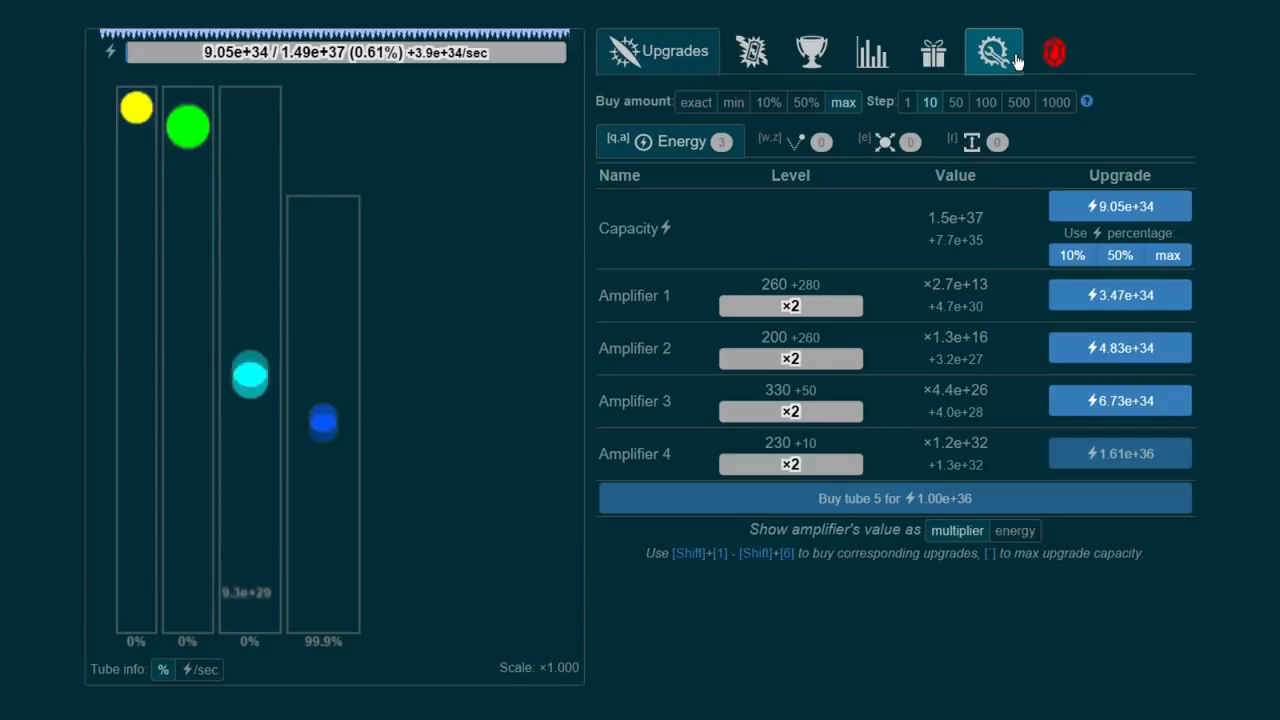 9.05e+34 / 1.49e+37 (0.61%) +3.9e+34/sec
9.3e+29
0% 0% 0% 99.9%
Tube info: % /sec Scale: ×1.000
Upgrades
Buy amount: exact min 10% 50% max Step: 1 10 50 100 500 1000 ?
[q,a] Energy 3 [w,z] 0 [e] 0 [r] 0
Name Level Value Upgrade
Capacity 1.5e+37 +7.7e+35 9.05e+34
Use percentage:
10% 50% max
Amplifier 1 260 +280 ×2 ×2.7e+13 +4.7e+30 3.47e+34
Amplifier 2 200 +260 ×2 ×1.3e+16 +3.2e+27 4.83e+34
Amplifier 3 330 +50 ×2 ×4.4e+26 +4.0e+28 6.73e+34
Amplifier 4 230 +10 ×2 ×1.2e+32 +1.3e+32 1.61e+36
Buy tube 5 for 1.00e+36
Show amplifier's value as multiplier energy
Use [Shift]+[1] - [Shift]+[6] to buy corresponding upgrades, [`] to max upgrade capacity.